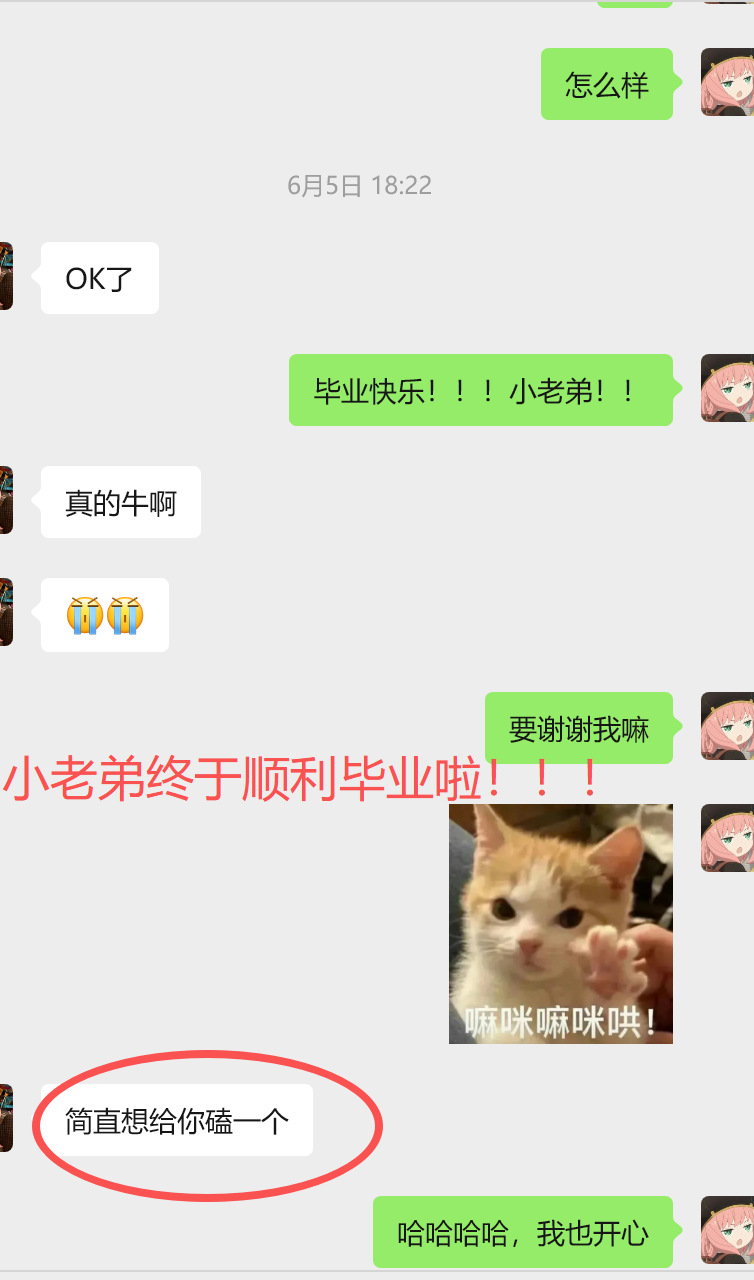 怎么样
6月5日 18:22
OK了
毕业快乐！！！小老弟！！
真的牛啊
😭😭
要谢谢我嘛
小老弟终于顺利毕业啦！！！
嘛咪嘛咪哄！
简直想给你磕一个
哈哈哈哈，我也开心